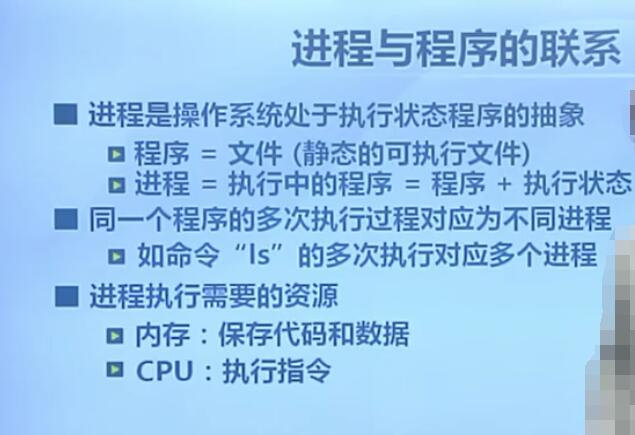 进程与程序的联系
进程是操作系统处于执行状态程序的抽象
程序 = 文件 (静态的可执行文件)
进程 = 执行中的程序 = 程序 + 执行状态
同一个程序的多次执行过程对应为不同进程
如命令“ls”的多次执行对应多个进程
进程执行需要的资源
内存：保存代码和数据
CPU：执行指令